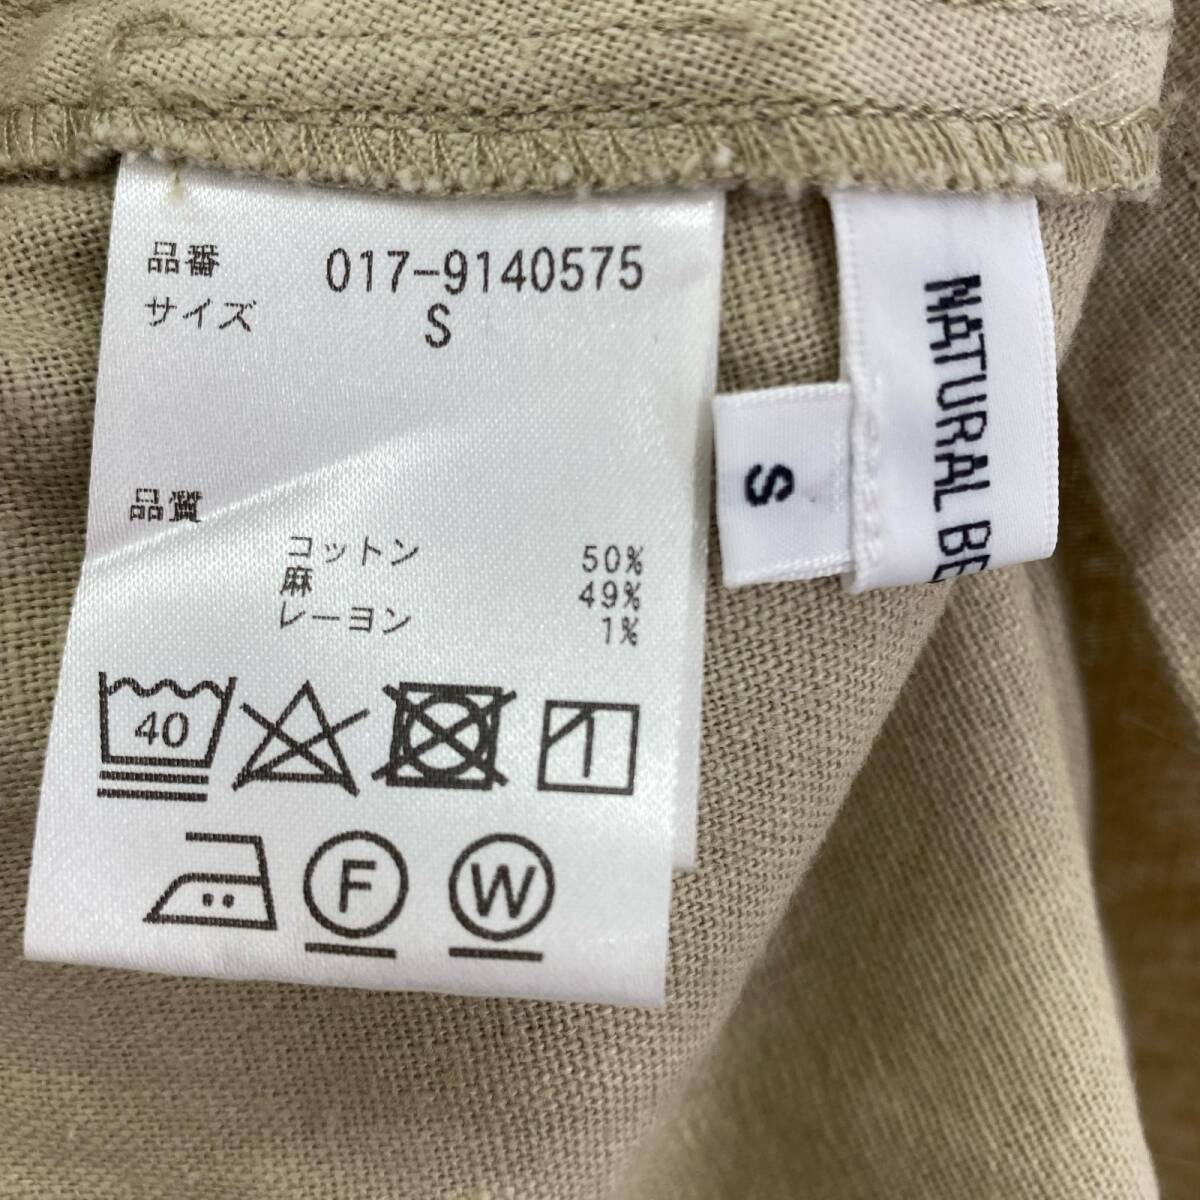 品番 017-9140575
サイズ S
品質
コットン 50%
麻 49%
レーヨン 1%
40
F W
S
NATURAL BE